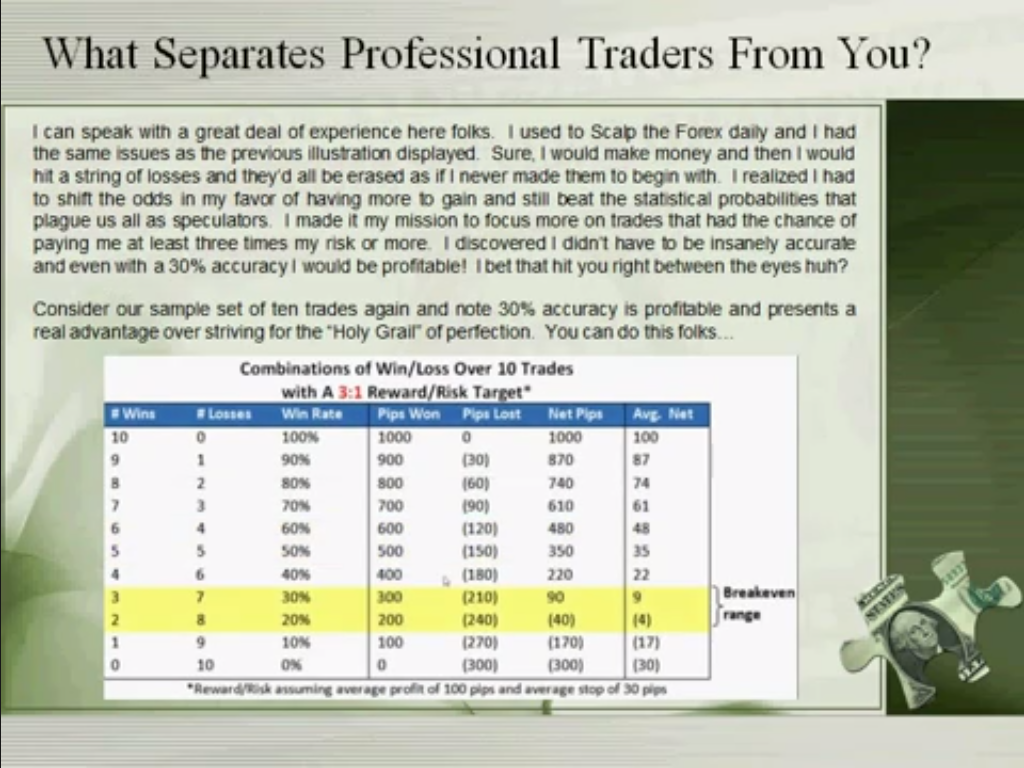 What Separates Professional Traders From You?
I can speak with a great deal of experience here folks. I used to Scalp the Forex daily and I had
the same issues as the previous illustration displayed. Sure, I would make money and then I would
hit a string of losses and they'd all be erased as if I never made them to begin with. I realized I had
to shift the odds in my favor of having more to gain and still beat the statistical probabilities that
plague us all as speculators. I made it my mission to focus more on trades that had the chance of
paying me at least three times my risk or more. I discovered I didn't have to be insanely accurate
and even with a 30% accuracy I would be profitable! I bet that hit you right between the eyes huh?
Consider our sample set of ten trades again and note 30% accuracy is profitable and presents a
real advantage over striving for the "Holy Grail" of perfection. You can do this folks...
Combinations of Win/Loss Over 10 Trades
with A 3:1 Reward/Risk Target*
# Wins # Losses Win Rate Pips Won Pips Lost Net Pips Avg. Net
10 0 100% 1000 0 1000 100
9 1 90% 900 (30) 870 87
8 2 80% 800 (60) 740 74
7 3 70% 700 (90) 610 61
6 4 60% 600 (120) 480 48
5 5 50% 500 (150) 350 35
4 6 40% 400 (180) 220 22
3 7 30% 300 (210) 90 9
2 8 20% 200 (240) (40) (4)
1 9 10% 100 (270) (170) (17)
0 10 0% 0 (300) (300) (30)
Breakeven
range
*Reward/Risk assuming average profit of 100 pips and average stop of 30 pips